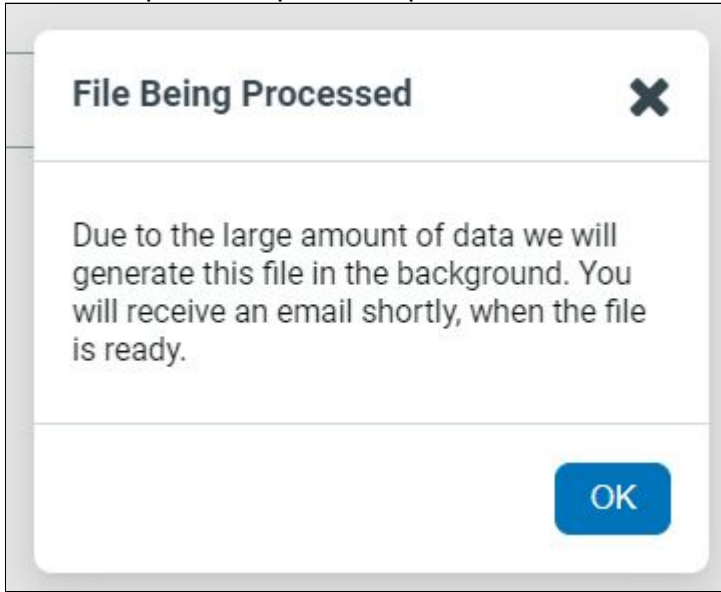 File Being Processed
Due to the large amount of data we will
generate this file in the background. You
will receive an email shortly, when the file
is ready.
OK